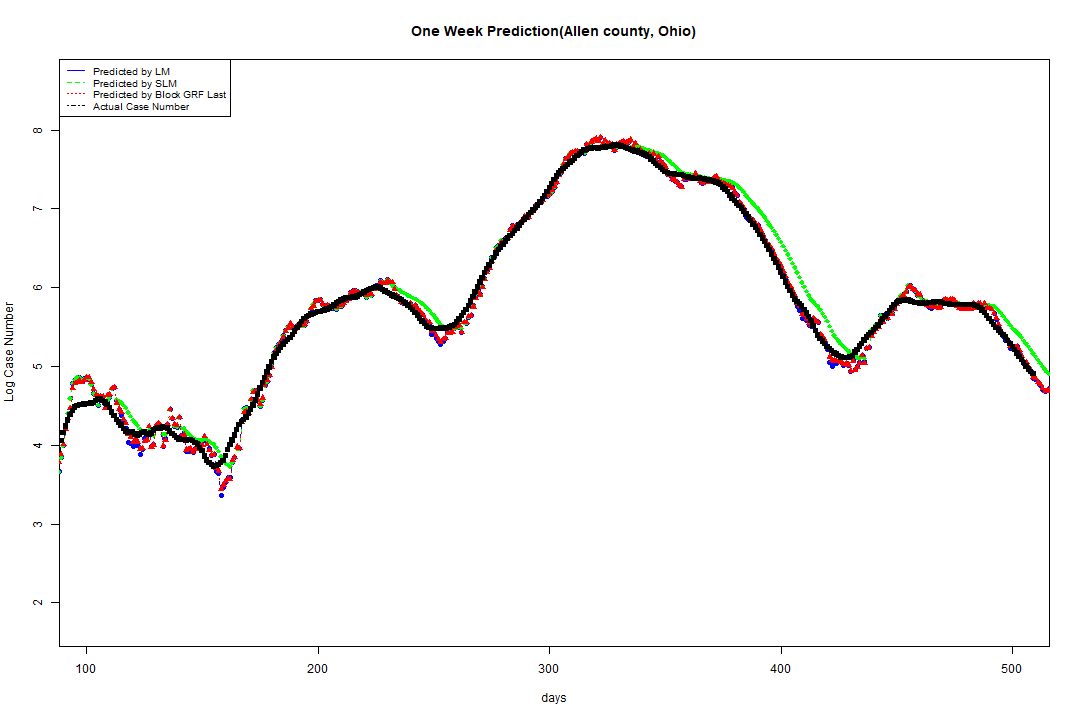 One Week Prediction(Allen county, Ohio)
Predicted by LM
Predicted by SLM
Predicted by Block GRF Last
Actual Case Number
Log Case Number
8
7
6
5
4
3
2
100 200 300 400 500
days